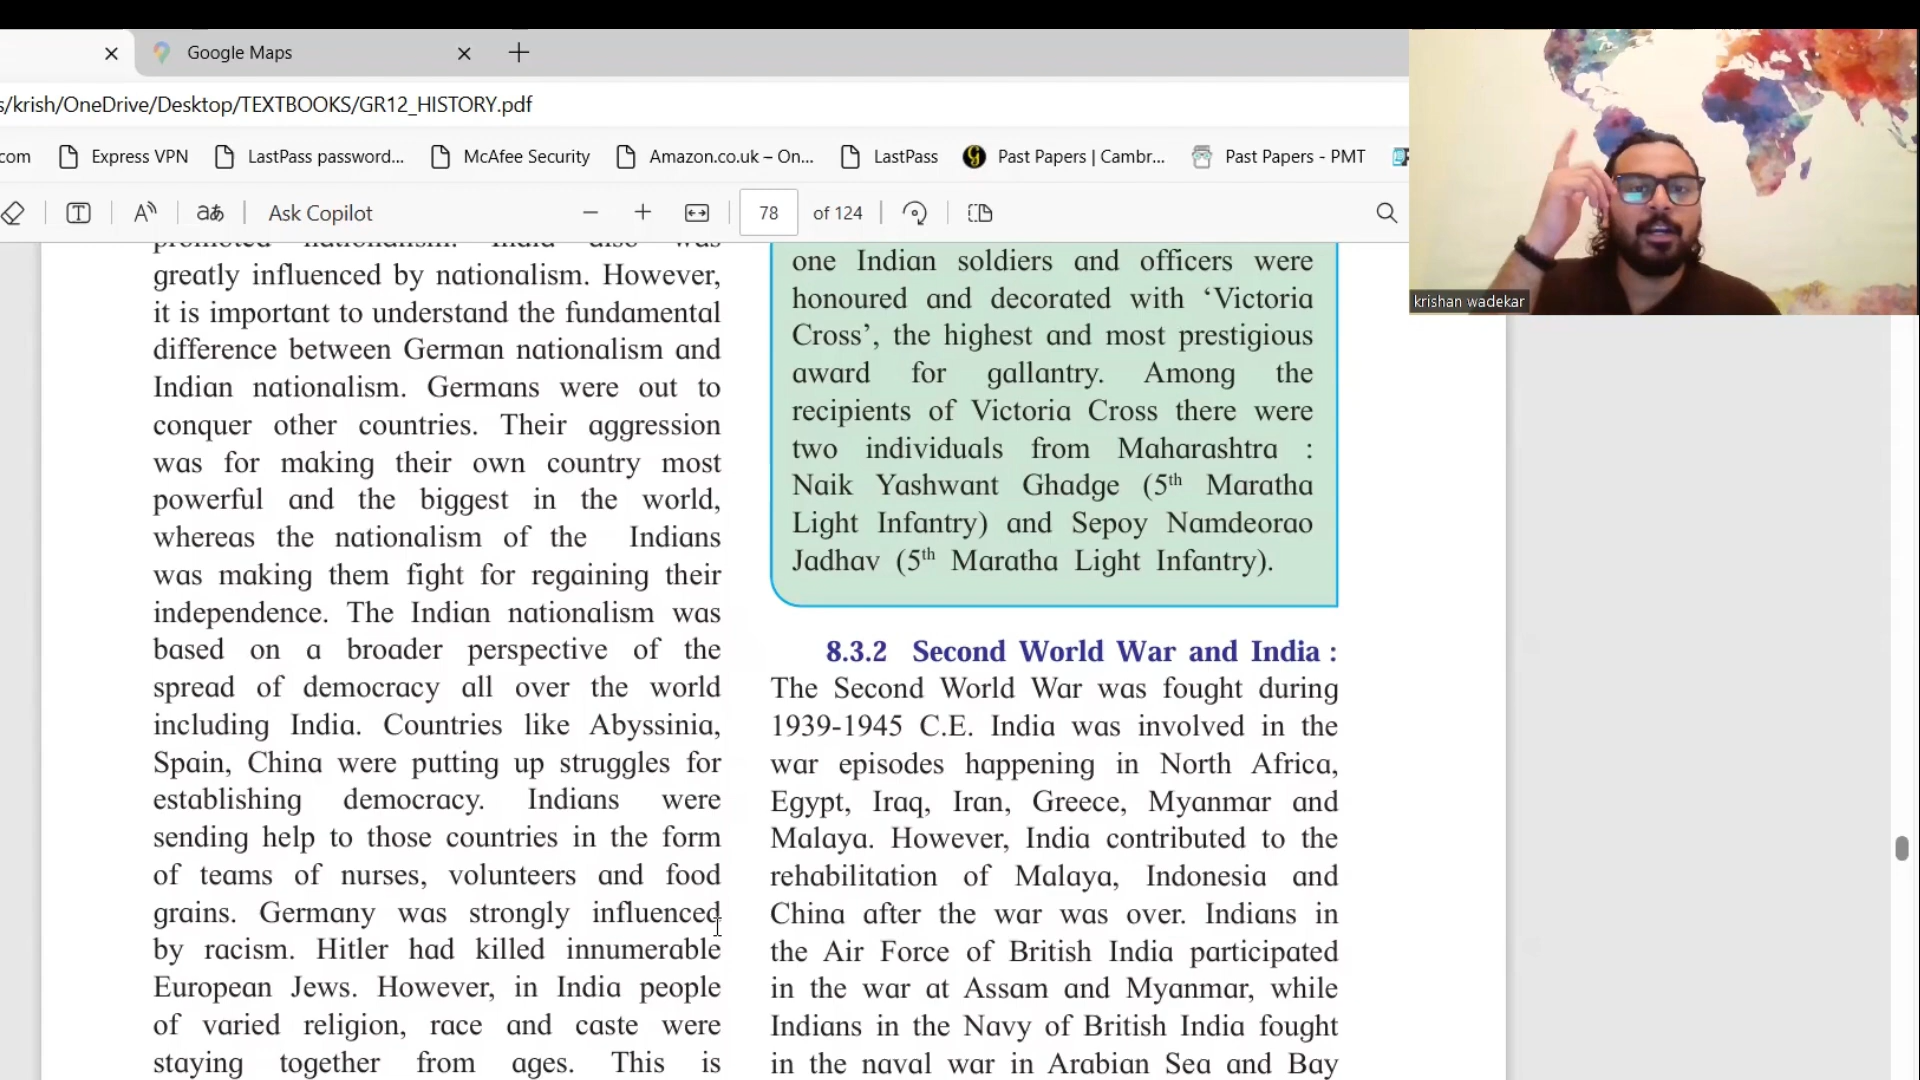 Google Maps
s/krish/OneDrive/Desktop/TEXTBOOKS/GR12_HISTORY.pdf
com Express VPN LastPass password... McAfee Security Amazon.co.uk – On... LastPass Past Papers | Cambr... Past Papers - PMT
Ask Copilot 78 of 124
krishan wadekar
promoted nationalism. India also was
greatly influenced by nationalism. However,
it is important to understand the fundamental
difference between German nationalism and
Indian nationalism. Germans were out to
conquer other countries. Their aggression
was for making their own country most
powerful and the biggest in the world,
whereas the nationalism of the Indians
was making them fight for regaining their
independence. The Indian nationalism was
based on a broader perspective of the
spread of democracy all over the world
including India. Countries like Abyssinia,
Spain, China were putting up struggles for
establishing democracy. Indians were
sending help to those countries in the form
of teams of nurses, volunteers and food
grains. Germany was strongly influenced
by racism. Hitler had killed innumerable
European Jews. However, in India people
of varied religion, race and caste were
staying together from ages. This is
one Indian soldiers and officers were
honoured and decorated with ‘Victoria
Cross’, the highest and most prestigious
award for gallantry. Among the
recipients of Victoria Cross there were
two individuals from Maharashtra :
Naik Yashwant Ghadge (5th Maratha
Light Infantry) and Sepoy Namdeorao
Jadhav (5th Maratha Light Infantry).
8.3.2 Second World War and India :
The Second World War was fought during
1939-1945 C.E. India was involved in the
war episodes happening in North Africa,
Egypt, Iraq, Iran, Greece, Myanmar and
Malaya. However, India contributed to the
rehabilitation of Malaya, Indonesia and
China after the war was over. Indians in
the Air Force of British India participated
in the war at Assam and Myanmar, while
Indians in the Navy of British India fought
in the naval war in Arabian Sea and Bay